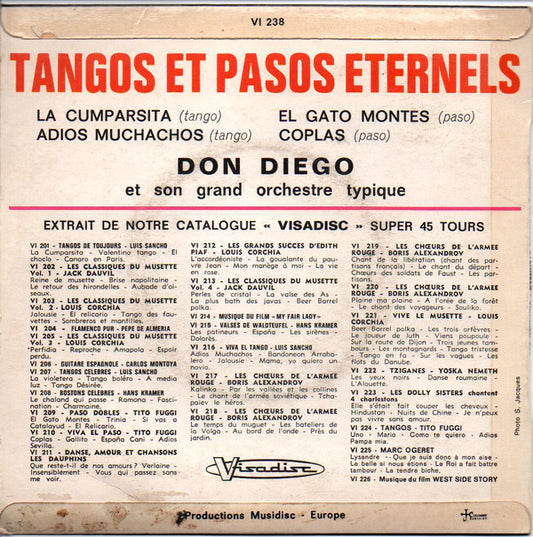 VI 238
TANGOS ET PASOS ETERNELS
LA CUMPARSITA (tango)
ADIOS MUCHACHOS (tango)
EL GATO MONTES (paso)
COPLAS (paso)
DON DIEGO
et son grand orchestre typique
EXTRAIT DE NOTRE CATALOGUE « VISADISC » SUPER 45 TOURS
VI 201 - TANGOS DE TOUJOURS - LUIS SANCHO
La Cumparsita - Valentino tango - El
choclo - Canaro en Paris.
VI 202 - LES CLASSIQUES DU MUSETTE
Vol. 1 - JACK DAUVIL
Reine de musette - Brise napolitaine -
Le retour des hirondelles - Aubade d'oi-
seaux.
VI 203 - LES CLASSIQUES DU MUSETTE
Vol. 2 - LOUIS CORCHIA
Jalousie - El relicario - Tango des fau-
vettes - Sombreros et mantilles.
VI 204 - FLAMENCO PUR - PEPE DE ALMERIA
VI 205 - LES CLASSIQUES DU MUSETTE
Vol. 3 - LOUIS CORCHIA
Perfidia - Reproche - Amapola - Espoir
perdu.
VI 206 - GUITARE ESPAGNOLE - CARLOS MONTOYA
VI 207 - TANGOS CELEBRES - LUIS SANCHO
La violetera - Tango boléro - A media
luz - Tango Désirée.
VI 208 - BOSTONS CELEBRES - HANS KRAMER
Le chaland qui passe - Ramona - Fasci-
nation - Charmaine.
VI 209 - PASO DOBLES - TITO FUGGI
El Gato Montes - Trinia - Si vas a
Calatayud - El Relicario.
VI 210 - VIVA EL PASO - TITO FUGGI
Coplas - Gallito - España Cani - Adios
Sevilla.
VI 211 - DANSE, AMOUR ET CHANSONS
LES DAUPHINS
Que reste-t-il de nos amours ? Verlaine -
Insensiblement - Vous qui passez sans
me voir.
VI 212 - LES GRANDS SUCCES D'EDITH
PIAF - LOUIS CORCHIA
L'accordéoniste - La goualante du pau-
vre Jean - Mon manège à moi - La vie
en rose.
VI 213 - LES CLASSIQUES DU MUSETTE
Vol. 4 - JACK DAUVIL
Perles de cristal - La valse des As -
La plus bath des javas - Beer Barrel
polka.
VI 214 - MUSIQUE DU FILM « MY FAIR LADY »
VI 215 - VALSES DE WALDTEUFEL - HANS KRAMER
Les patineurs - España - Les sirènes -
Dolorès.
VI 216 - VIVA EL TANGO - LUIS SANCHO
Adios Muchachos - Bandoneon Arraba-
lero - Jalousie - Mama, yo quiero un
novio.
VI 217 - LES CHŒURS DE L'ARMEE
ROUGE - BORIS ALEXANDROV
Kalinka - Par les vallées et les collines
- Le chant de l'armée soviétique - Tcha-
paiev le héros.
VI 218 - LES CHŒURS DE L'ARMEE
ROUGE - BORIS ALEXANDROV
Le temps du muguet - Les bateliers de
la Volga - Au bord de l'onde - Près du
jardin.
VI 219 - LES CHŒURS DE L'ARMEE
ROUGE - BORIS ALEXANDROV
Chant de la libération (chant des par-
tisans français) - Le chant du départ -
Chœurs des soldats de Faust - Les par-
tisans.
VI 220 - LES CHŒURS DE L'ARMEE
ROUGE - BORIS ALEXANDROV
Plaine ma plaine - A l'orée de la forêt
- Le chant des voyageurs - Souliko.
VI 221 - VIVE LE MUSETTE - LOUIS
CORCHIA
Beer Barrel polka - Les trois orfèvres -
Le joueur de luth - Viens poupoule -
Sur la route de Dijon - Trois jeunes tam-
bours - Les montagnards - Tango tristesse
- Tango en fa - Sur les vagues - Les
flots du Danube.
VI 222 - TZIGANES - YOSKA NEMETH
Les yeux noirs - Danse roumaine -
L'Alouette.
VI 223 - LES DOLLY SISTERS chantent
4 charlestons
Elle s'était fait couper les cheveux -
Hindustan - Nuits de Chine - Je n'peux
pas vivre sans amour.
VI 224 - TANGOS - TITO FUGGI
Uno - Maria - Como te quiero - Adios
Pampa mia.
VI 225 - MARC OGERET
Lysandre - Que je suis donc à mon aise -
La belle si nous étions - Le Roi a fait battre
tambour - La tendre biche.
VI 226 - Musique du film WEST SIDE STORY
Photo S. Jacques
Visadisc
Productions Musidisc - Europe